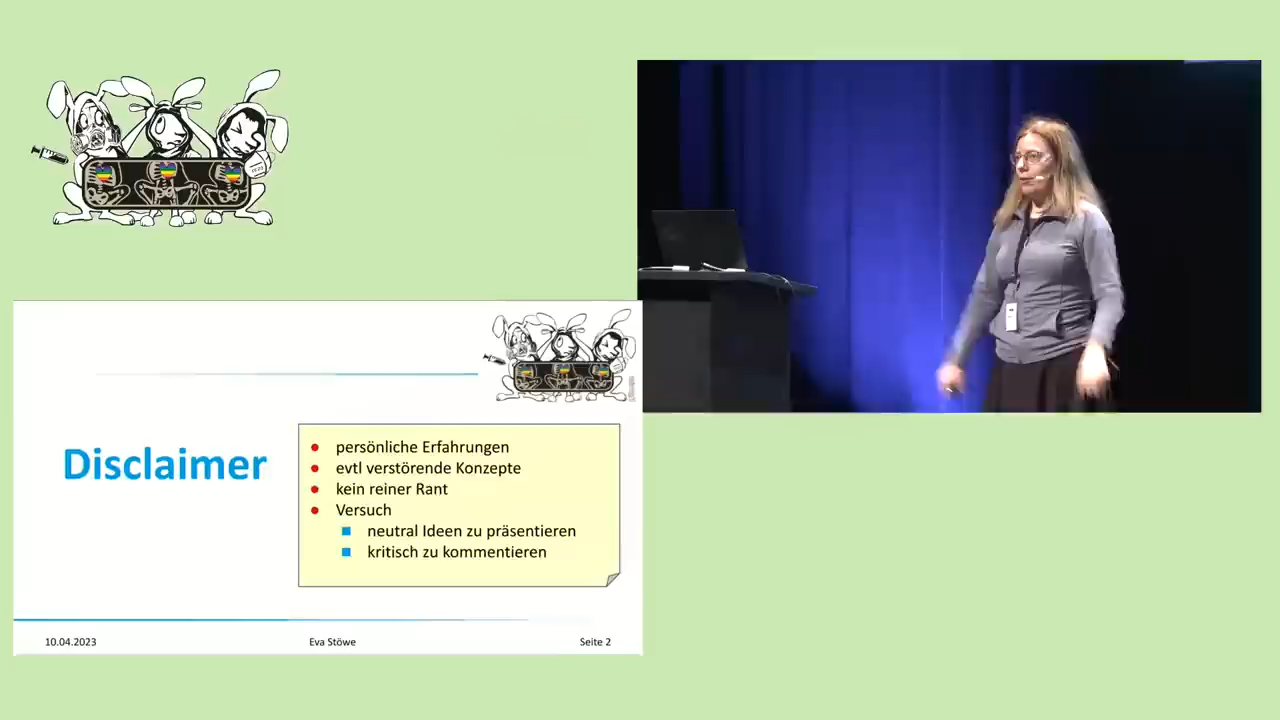 Disclaimer
persönliche Erfahrungen
evtl verstörende Konzepte
kein reiner Rant
Versuch
neutral Ideen zu präsentieren
kritisch zu kommentieren
10.04.2023
Eva Stöwe
Seite 2